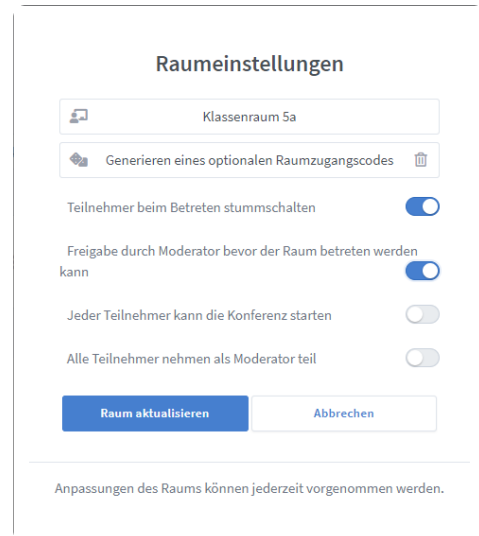 Raumeinstellungen
Klassenraum 5a
Generieren eines optionalen Raumzugangscodes
Teilnehmer beim Betreten stummschalten
Freigabe durch Moderator bevor der Raum betreten werden
kann
Jeder Teilnehmer kann die Konferenz starten
Alle Teilnehmer nehmen als Moderator teil
Raum aktualisieren
Abbrechen
Anpassungen des Raums können jederzeit vorgenommen werden.